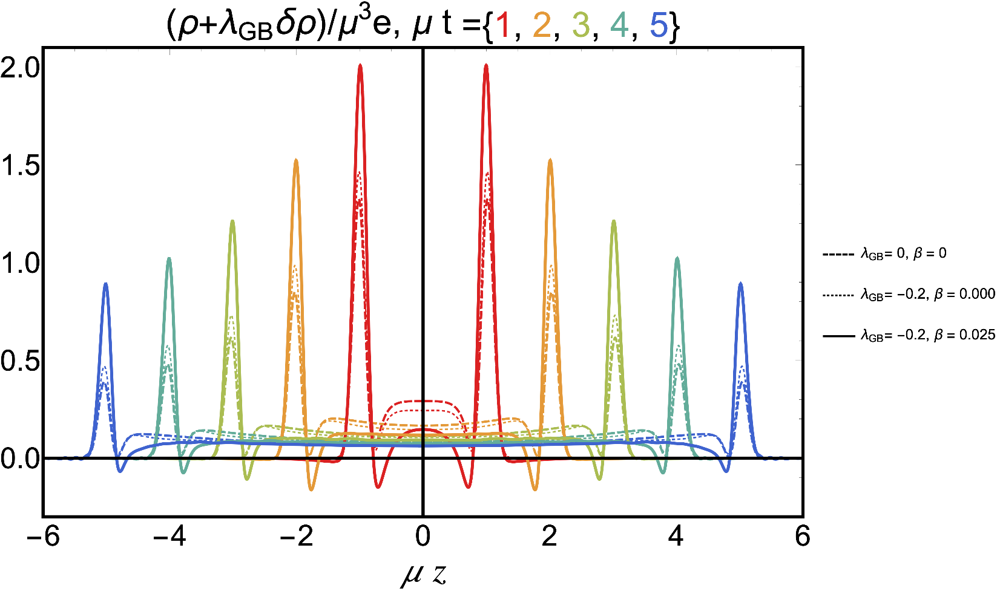 (ρ+λGBδρ)/μ³e, μ t ={1, 2, 3, 4, 5}
2.0
1.5
1.0
0.5
0.0
λGB= 0, β = 0
λGB= −0.2, β = 0.000
λGB= −0.2, β = 0.025
−6 −4 −2 0 2 4 6
μ z